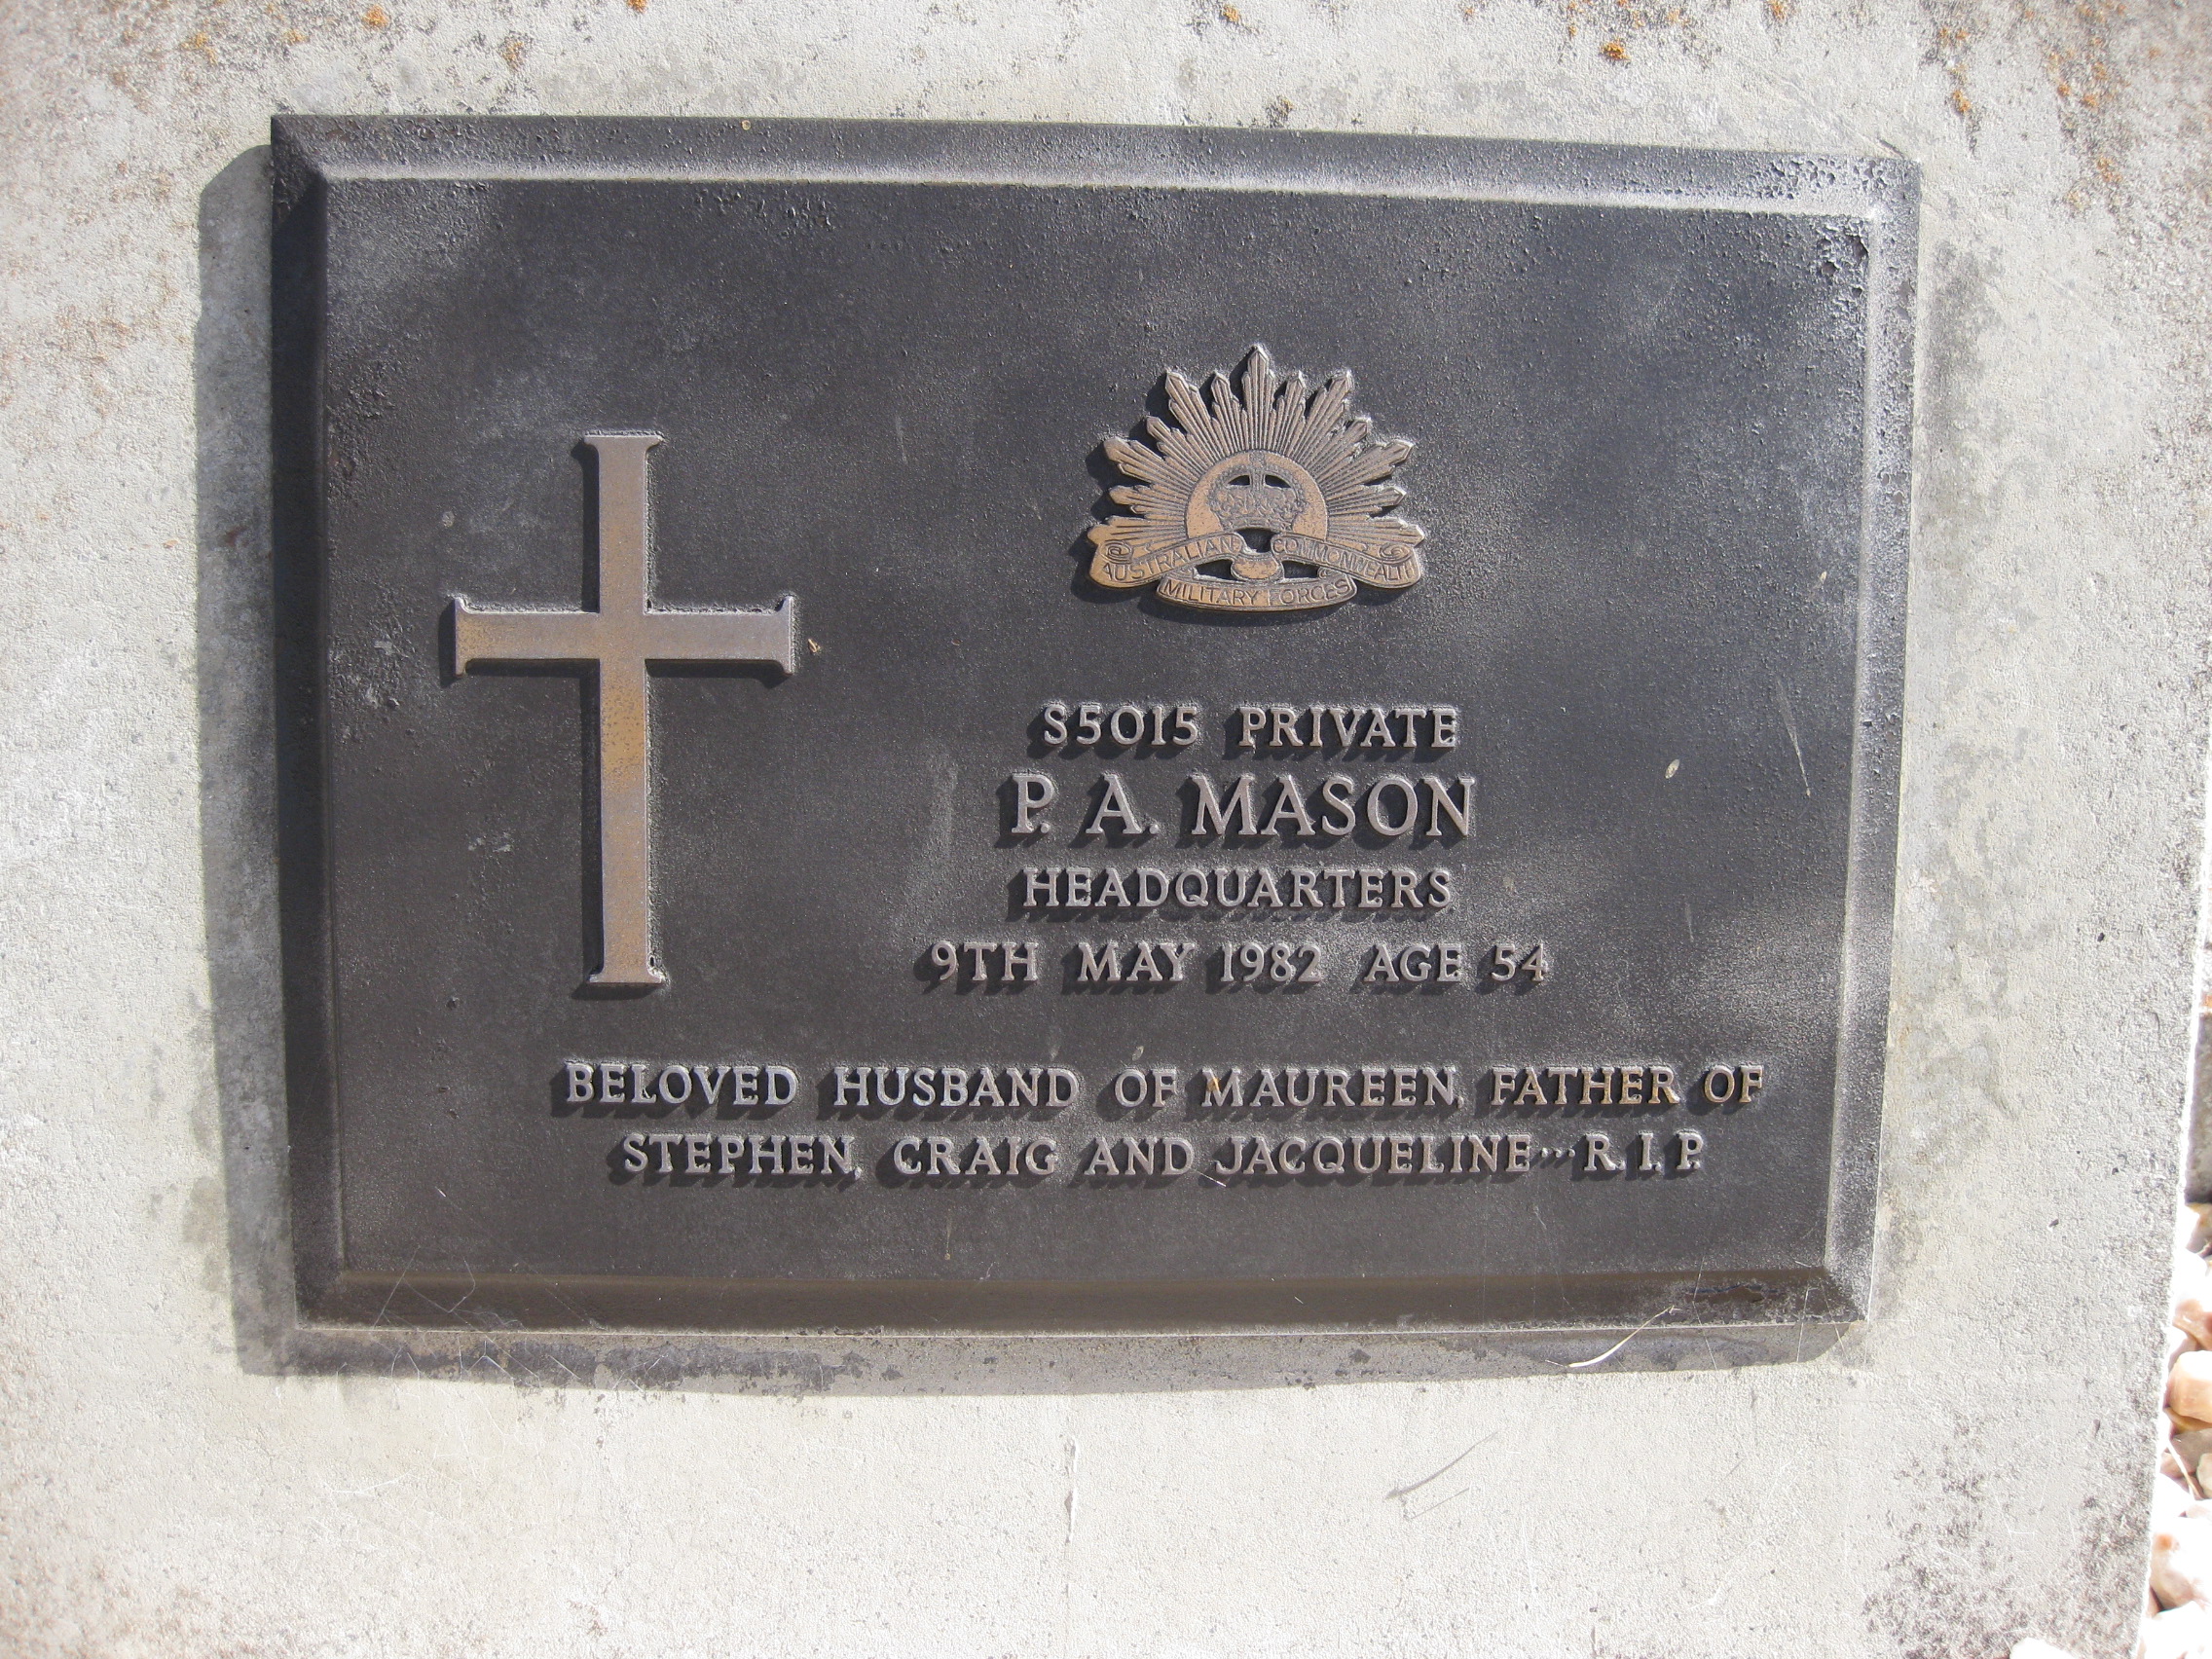 AUSTRALIAN COMMONWEALTH
MILITARY FORCES
S5015 PRIVATE
P. A. MASON
HEADQUARTERS
9TH MAY 1982 AGE 54
BELOVED HUSBAND OF MAUREEN, FATHER OF
STEPHEN, CRAIG AND JACQUELINE...R.I.P.